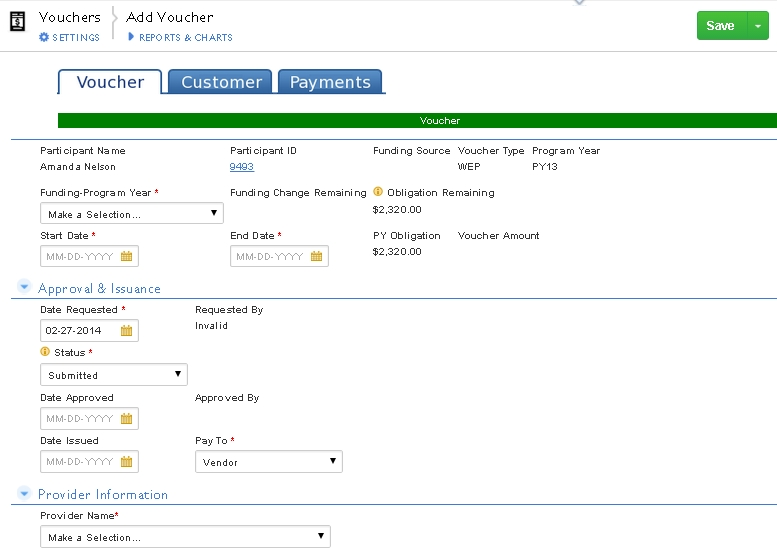 Vouchers Add Voucher Save
SETTINGS REPORTS & CHARTS
Voucher Customer Payments
Voucher
Participant Name Participant ID Funding Source Voucher Type Program Year
Amanda Nelson 9493 WEP PY13
Funding-Program Year * Funding Change Remaining Obligation Remaining
Make a Selection... $2,320.00
Start Date * End Date * PY Obligation Voucher Amount
MM-DD-YYYY MM-DD-YYYY $2,320.00
Approval & Issuance
Date Requested * Requested By
02-27-2014 Invalid
Status *
Submitted
Date Approved Approved By
MM-DD-YYYY
Date Issued Pay To *
MM-DD-YYYY Vendor
Provider Information
Provider Name*
Make a Selection...